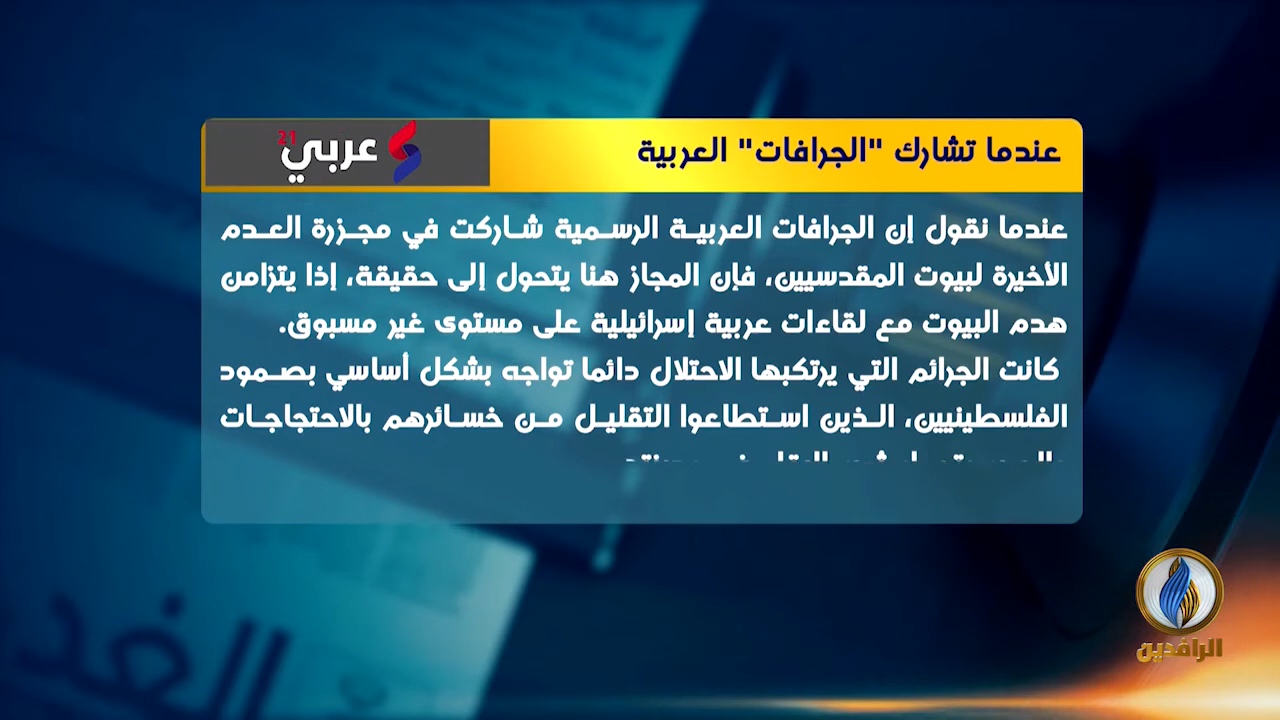 عندما تشارك "الجرافات" العربية
عربي 21
عندما نقول إن الجرافات العربية الرسمية شاركت في مجزرة العدم
الأخيرة لبيوت المقدسيين، فإن المجاز هنا يتحول إلى حقيقة، إذا يتزامن
هدم البيوت مع لقاءات عربية إسرائيلية على مستوى غير مسبوق.
كانت الجرائم التي يرتكبها الاحتلال دائما تواجه بشكل أساسي بصمود
الفلسطينيين، الذين استطاعوا التقليل من خسائرهم بالاحتجاجات
الغد
الرافدين